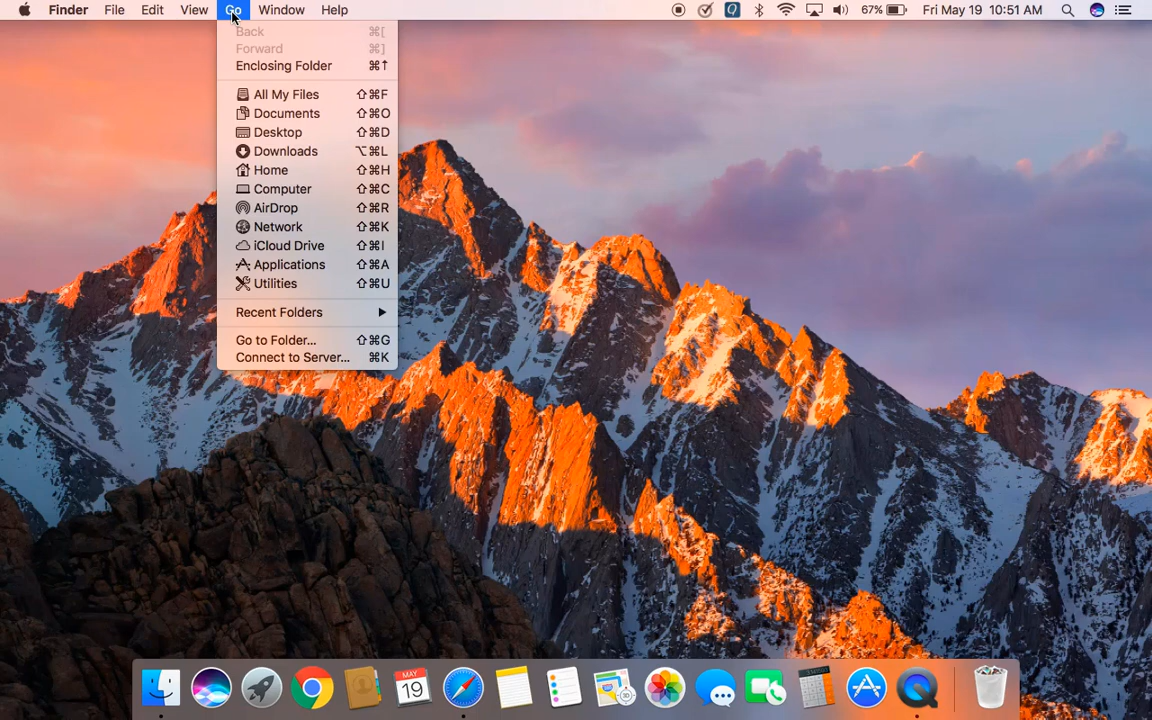 Finder File Edit View Go Window Help 67% Fri May 19 10:51 AM
Back ⌘[
Forward ⌘]
Enclosing Folder ⌘↑
All My Files ⇧⌘F
Documents ⇧⌘O
Desktop ⇧⌘D
Downloads ⌥⌘L
Home ⇧⌘H
Computer ⇧⌘C
AirDrop ⇧⌘R
Network ⇧⌘K
iCloud Drive ⇧⌘I
Applications ⇧⌘A
Utilities ⇧⌘U
Recent Folders ▶
Go to Folder... ⇧⌘G
Connect to Server... ⌘K
MAY
19
3D